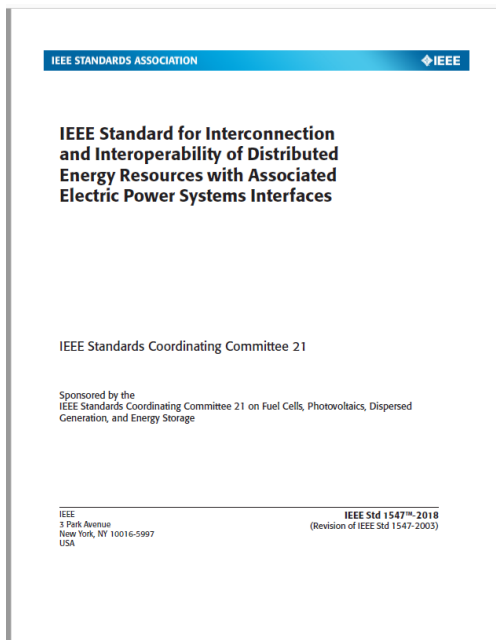 IEEE STANDARDS ASSOCIATION
IEEE
IEEE Standard for Interconnection
and Interoperability of Distributed
Energy Resources with Associated
Electric Power Systems Interfaces
IEEE Standards Coordinating Committee 21
Sponsored by the
IEEE Standards Coordinating Committee 21 on Fuel Cells, Photovoltaics, Dispersed
Generation, and Energy Storage
IEEE
3 Park Avenue
New York, NY 10016-5997
USA
IEEE Std 1547™-2018
(Revision of IEEE Std 1547-2003)